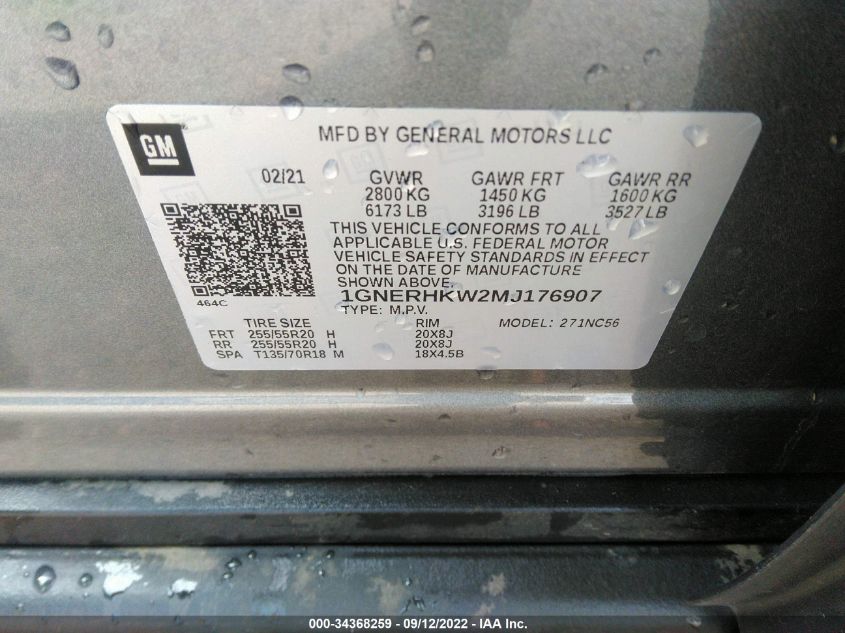 GM
MFD BY GENERAL MOTORS LLC
02/21 GVWR GAWR FRT GAWR RR
2800 KG 1450 KG 1600 KG
6173 LB 3196 LB 3527 LB
THIS VEHICLE CONFORMS TO ALL
APPLICABLE U.S. FEDERAL MOTOR
VEHICLE SAFETY STANDARDS IN EFFECT
ON THE DATE OF MANUFACTURE
SHOWN ABOVE.
464C
1GNERHKW2MJ176907
TYPE: M.P.V.
TIRE SIZE RIM MODEL: 271NC56
FRT 255/55R20 H 20X8J
RR 255/55R20 H 20X8J
SPA T135/70R18 M 18X4.5B
000-34368259 - 09/12/2022 - IAA Inc.